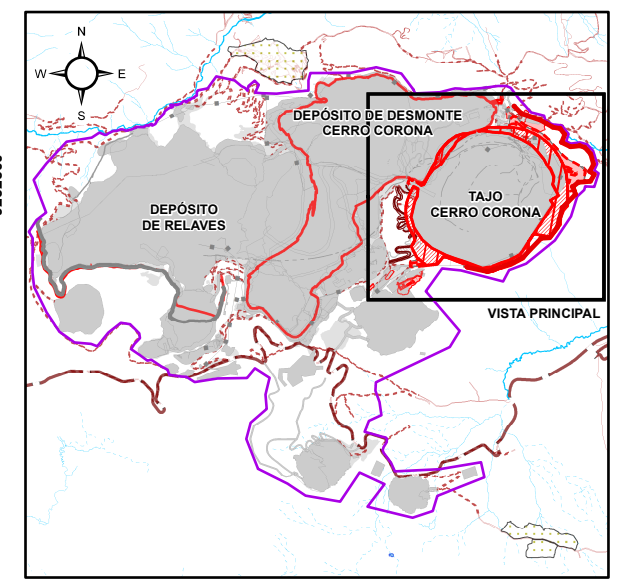 N
W E
S
DEPÓSITO DE DESMONTE
CERRO CORONA
TAJO
CERRO CORONA
DEPÓSITO
DE RELAVES
VISTA PRINCIPAL